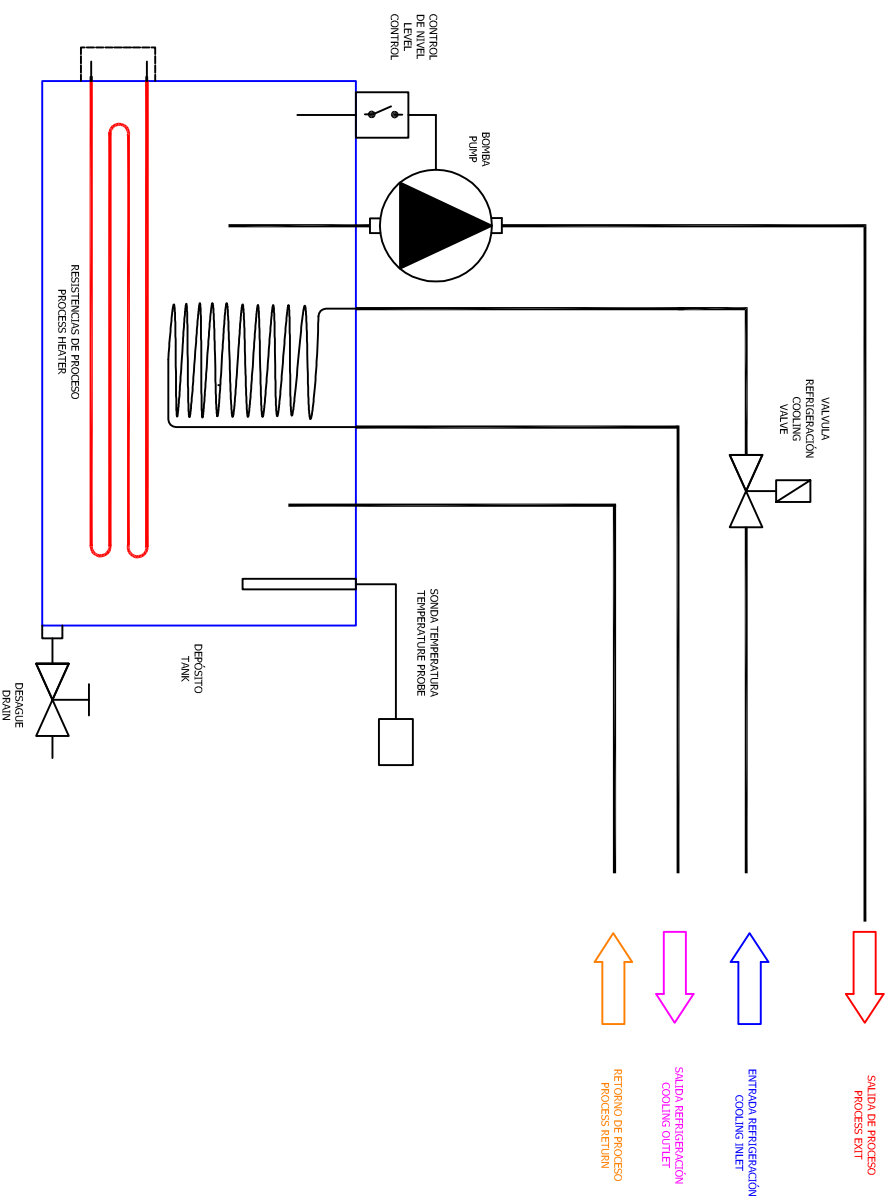 CONTROL
DE NIVEL
LEVEL
CONTROL
BOMBA
PUMP
VALVULA
REFRIGERACIÓN
COOLING
VALVE
RESISTENCIAS DE PROCESO
PROCESS HEATER
SONDA TEMPERATURA
TEMPERATURE PROBE
DEPÓSITO
TANK
DESAGUE
DRAIN
SALIDA DE PROCESO
PROCESS EXIT
ENTRADA REFRIGERACIÓN
COOLING INLET
SALIDA REFRIGERACIÓN
COOLING OUTLET
RETORNO DE PROCESO
PROCESS RETURN